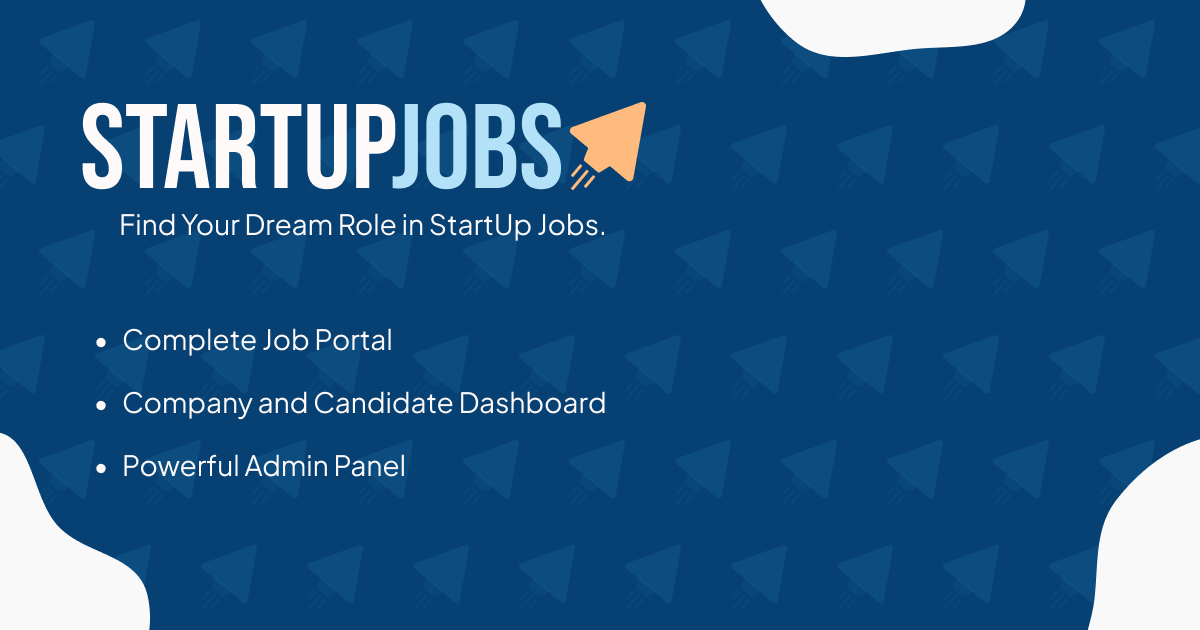 STARTUPJOBS
Find Your Dream Role in StartUp Jobs.
• Complete Job Portal
• Company and Candidate Dashboard
• Powerful Admin Panel